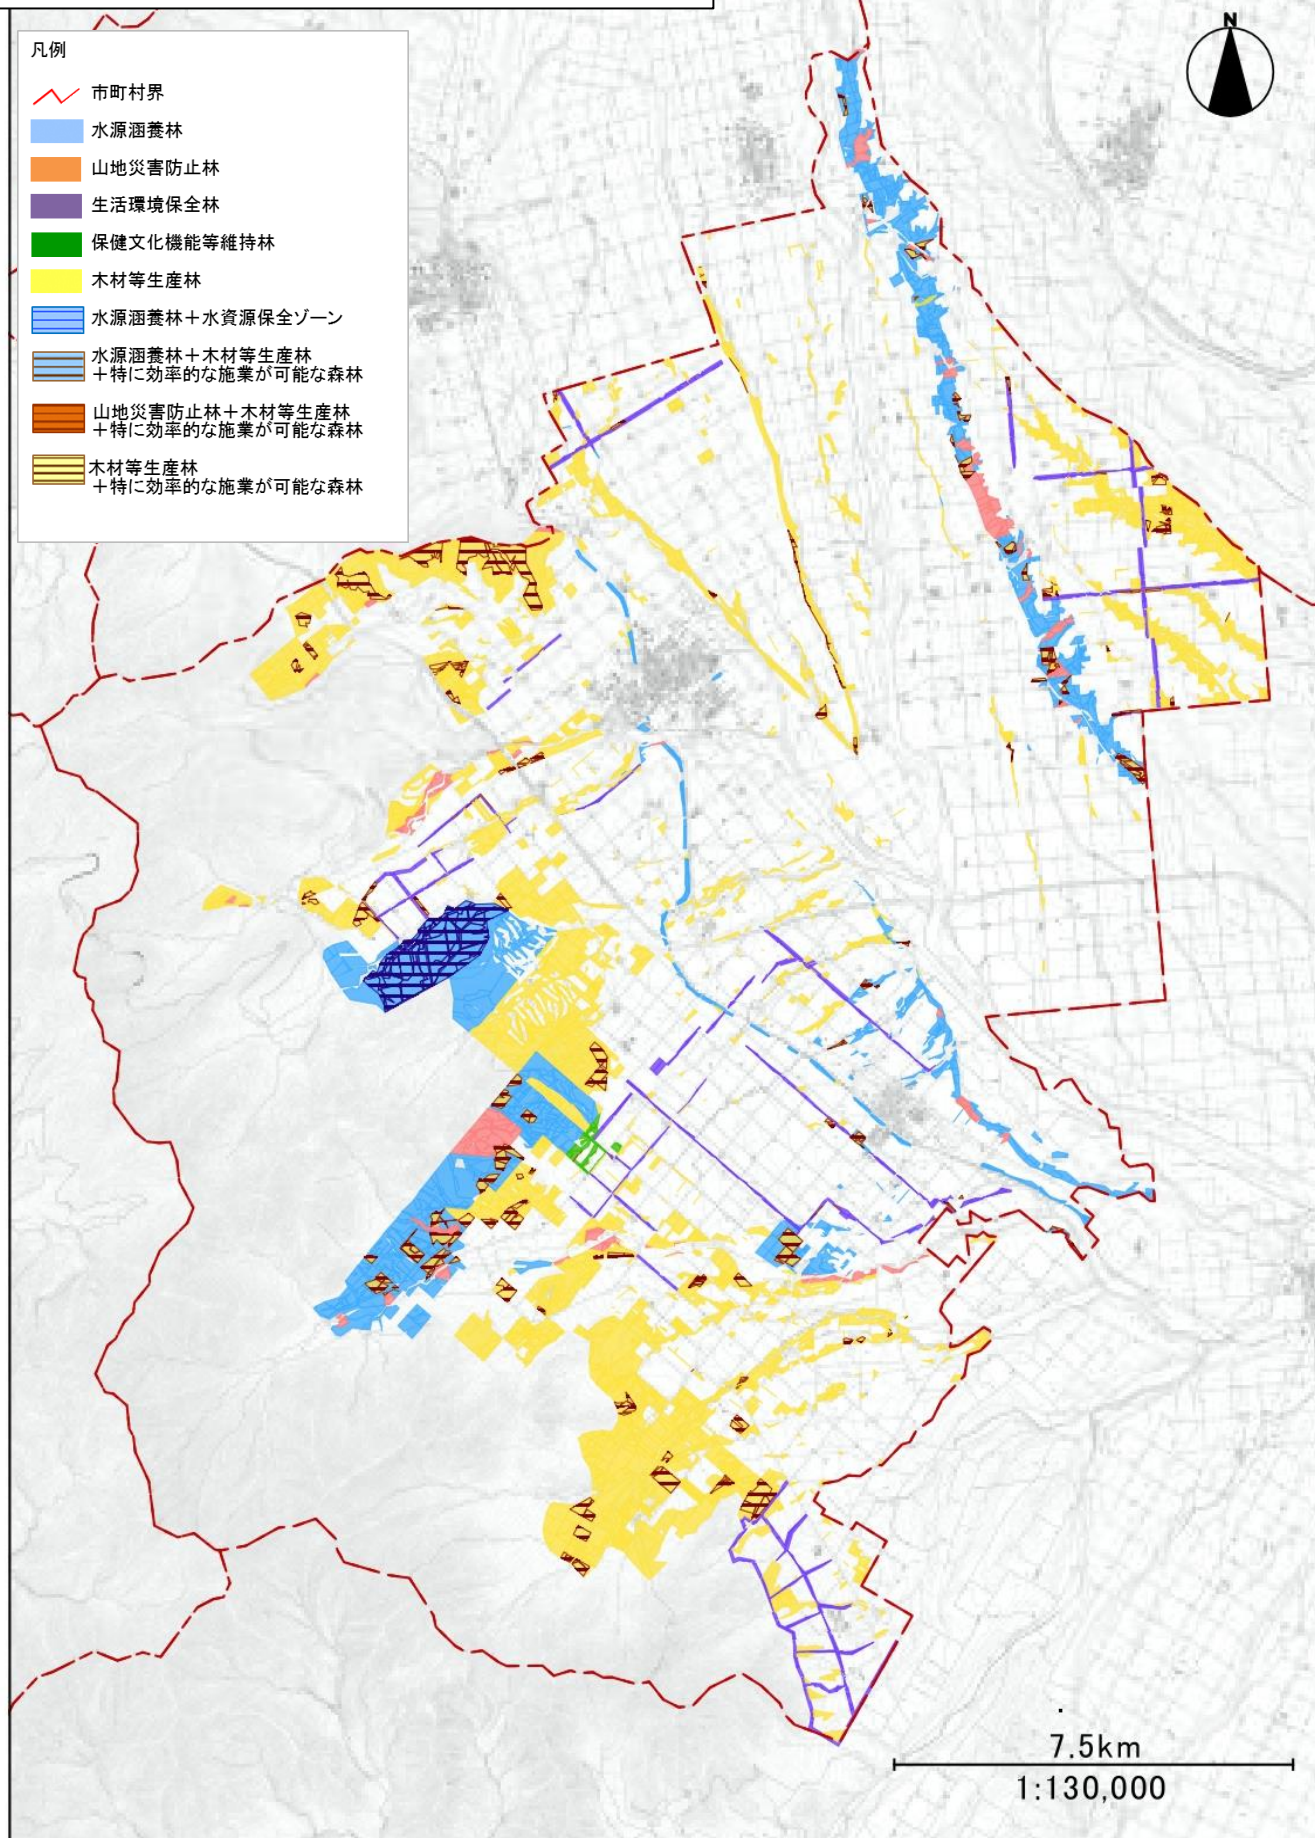 凡例
市町村界
水源涵養林
山地災害防止林
生活環境保全林
保健文化機能等維持林
木材等生産林
水源涵養林＋水資源保全ゾーン
水源涵養林＋木材等生産林
＋特に効率的な施業が可能な森林
山地災害防止林＋木材等生産林
＋特に効率的な施業が可能な森林
木材等生産林
＋特に効率的な施業が可能な森林
N
7.5km
1:130,000